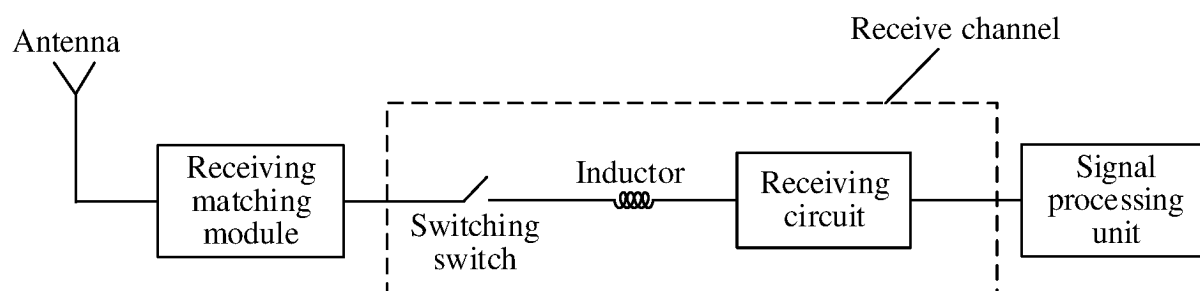 Receive channel
Antenna
Receiving
matching
module
Switching
switch
Inductor
Receiving
circuit
Signal
processing
unit